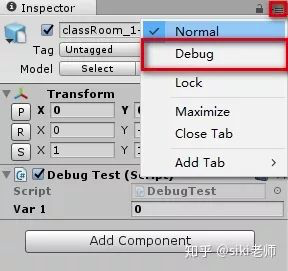 Inspector
classRoom_1-
Tag Untagged
Model Select
Normal
Debug
Lock
Maximize
Close Tab
Add Tab
Transform
P X 0 Y 0
R X 0 Y
S X 1 Y
Debug Test (Script)
Script DebugTest
Var 1 0
Add Component
知乎 @siki老师